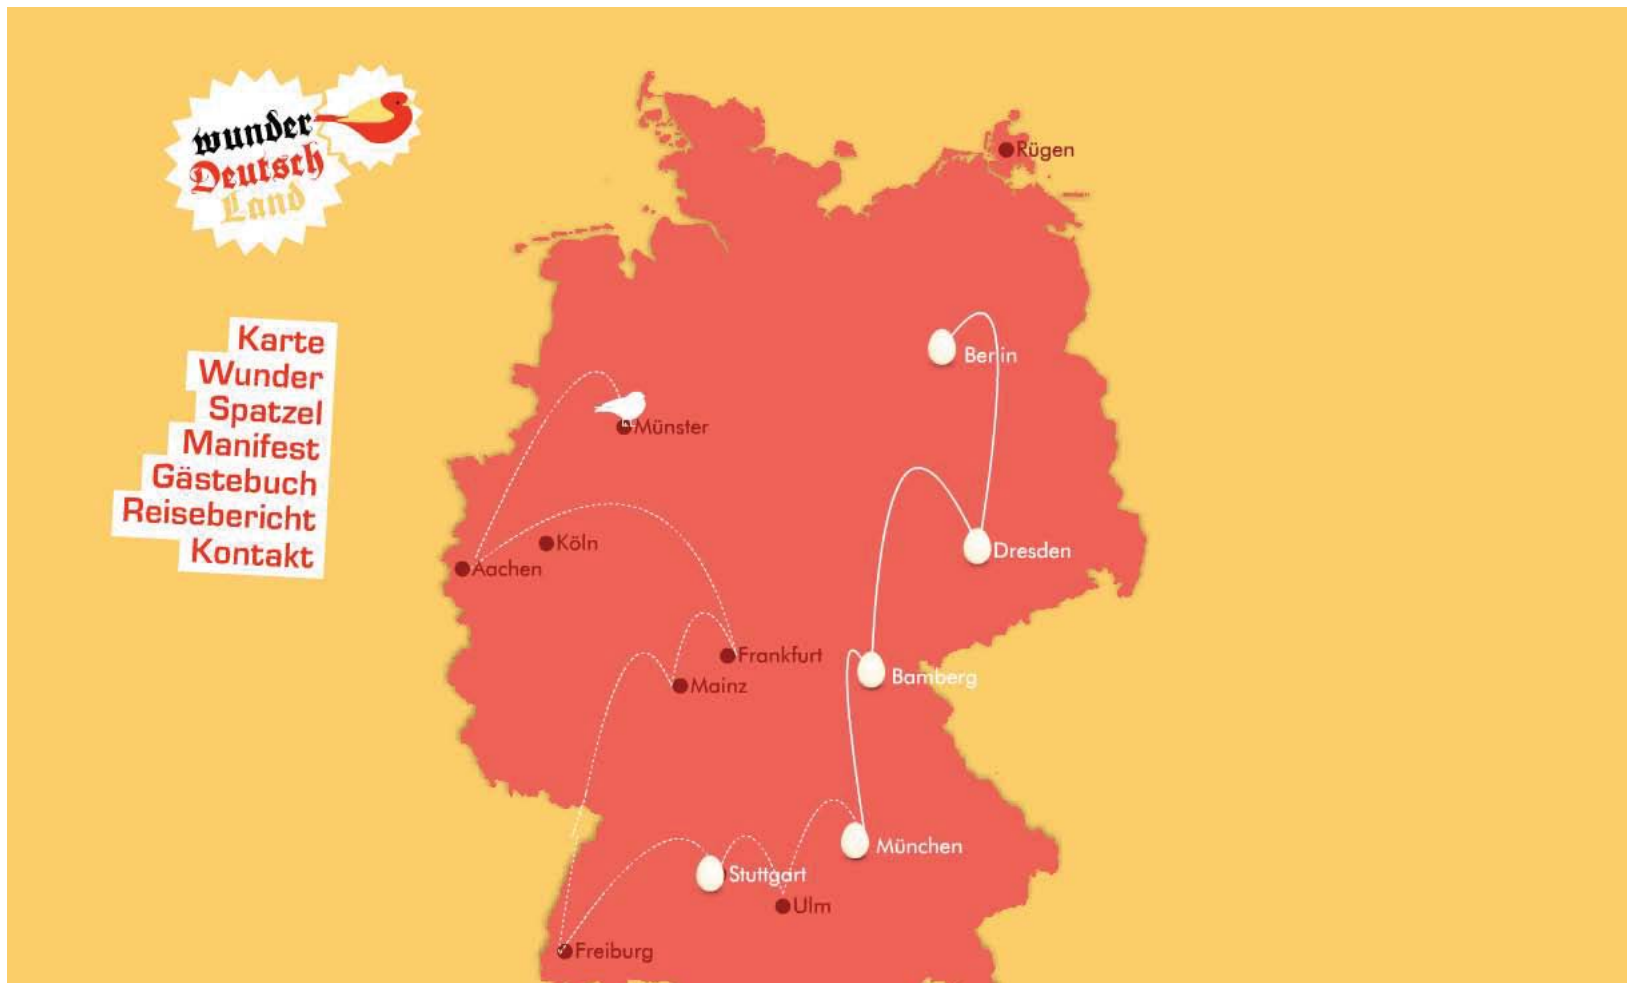 wunder
Deutsch
Land
Karte
Wunder
Spatzel
Manifest
Gästebuch
Reisebericht
Kontakt
Rügen
Berlin
Münster
Köln
Dresden
Aachen
Frankfurt
Bamberg
Mainz
München
Stuttgart
Ulm
Freiburg